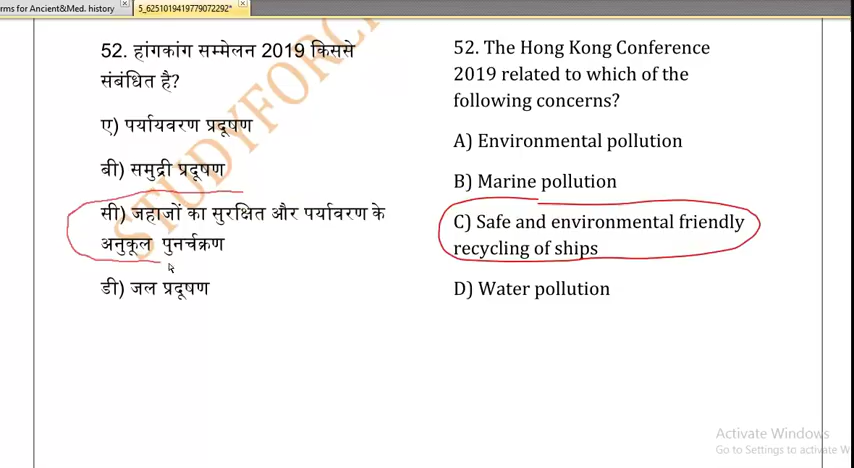 rms for Ancient&Med. history
5_6251019419779072292*
52. हांगकांग सम्मेलन 2019 किससे
संबंधित है?
ए) पर्यायवरण प्रदूषण
बी) समुद्री प्रदूषण
सी) जहाजों का सुरक्षित और पर्यावरण के
अनुकूल पुनर्चक्रण
डी) जल प्रदूषण
52. The Hong Kong Conference
2019 related to which of the
following concerns?
A) Environmental pollution
B) Marine pollution
C) Safe and environmental friendly
recycling of ships
D) Water pollution
Activate Windows
Go to Settings to activate W